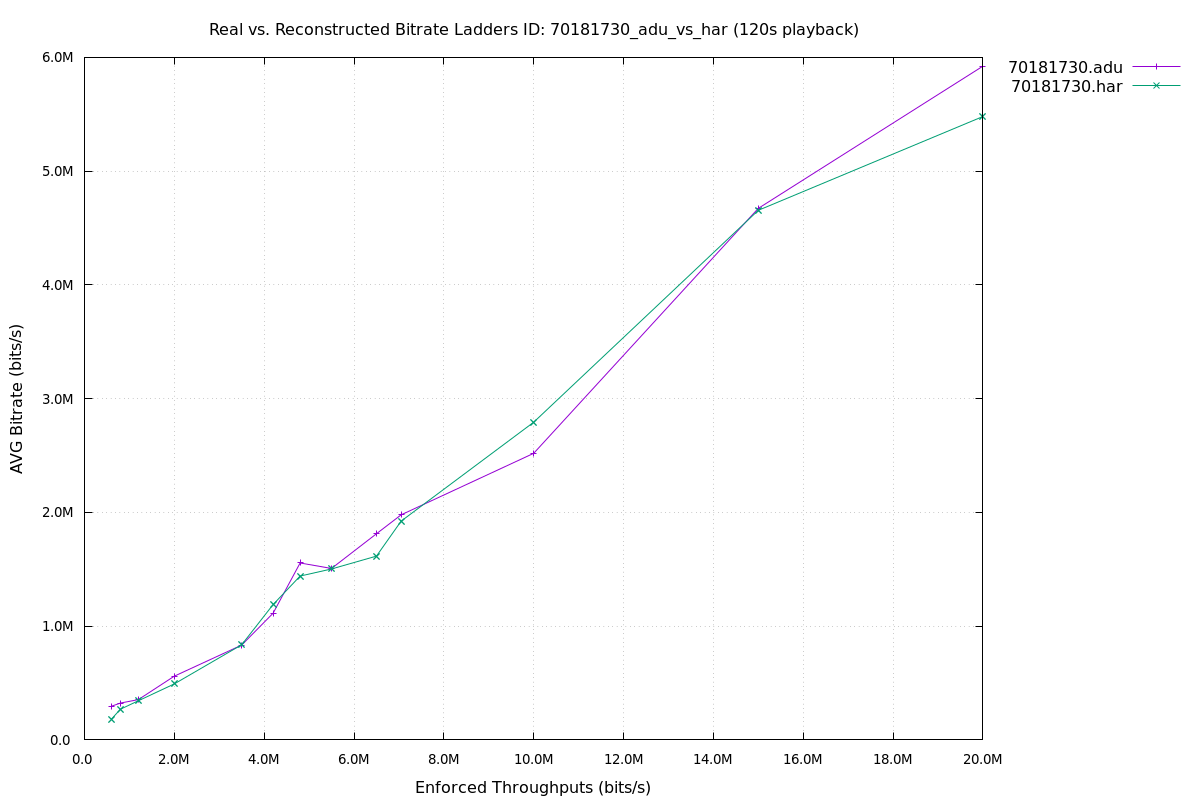 Real vs. Reconstructed Bitrate Ladders ID: 70181730_adu_vs_har (120s playback)
6.0M
5.0M
4.0M
3.0M
2.0M
1.0M
0.0
AVG Bitrate (bits/s)
0.0 2.0M 4.0M 6.0M 8.0M 10.0M 12.0M 14.0M 16.0M 18.0M 20.0M
Enforced Throughputs (bits/s)
70181730.adu
70181730.har